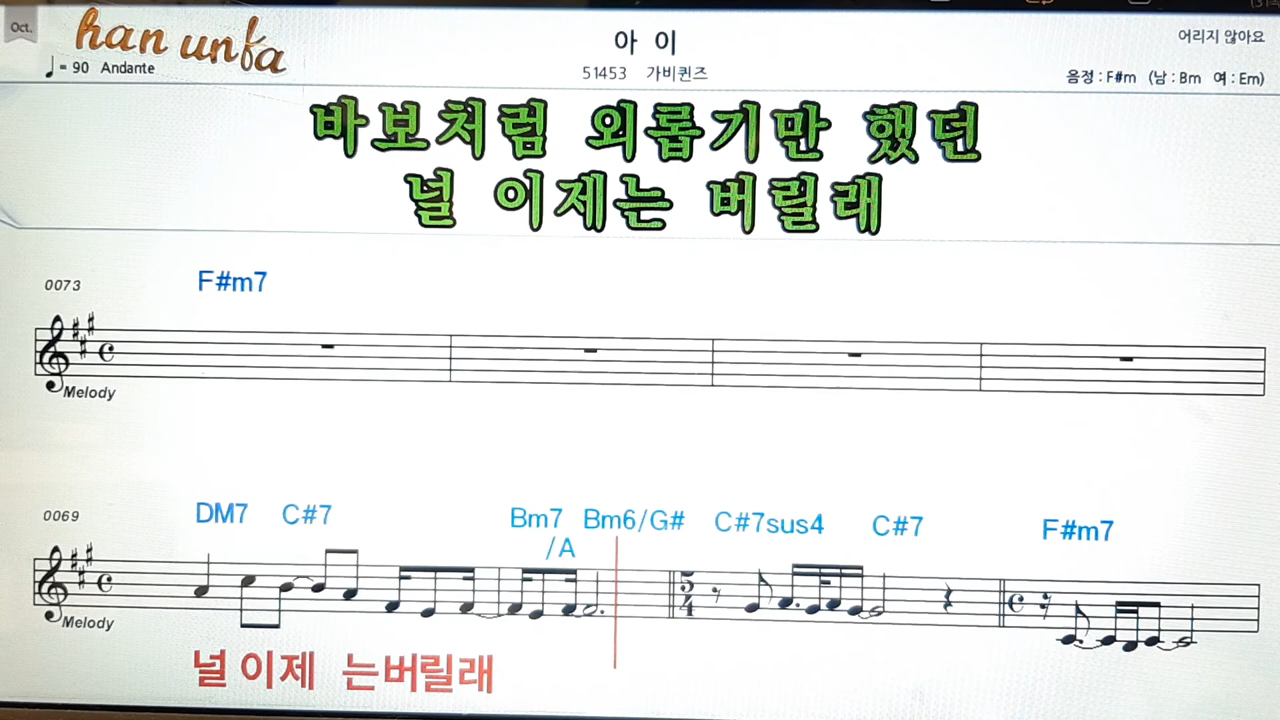 Oct.
han unfa
♩= 90 Andante
아 이
51453 가비퀸즈
어리지 않아요
음정 : F#m (남 : Bm 여 : Em)
바보처럼 외롭기만 했던
널 이제는 버릴래
0073 F#m7
Melody
0069 DM7 C#7 Bm7 /A Bm6/G# C#7sus4 C#7 F#m7
5
4
Melody
널 이제 는버릴래